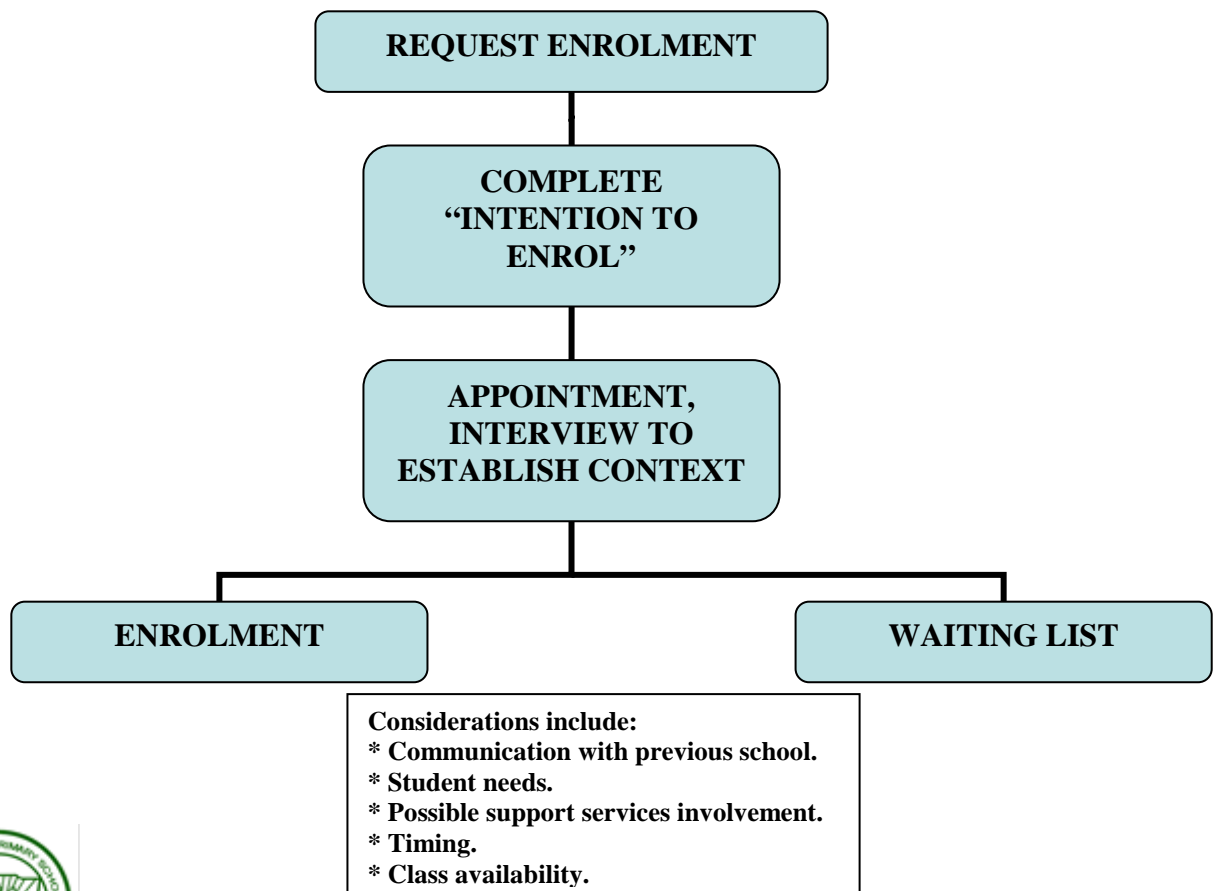 REQUEST ENROLMENT
COMPLETE
“INTENTION TO
ENROL”
APPOINTMENT,
INTERVIEW TO
ESTABLISH CONTEXT
ENROLMENT
WAITING LIST
Considerations include:
* Communication with previous school.
* Student needs.
* Possible support services involvement.
* Timing.
* Class availability.
PRIMARY